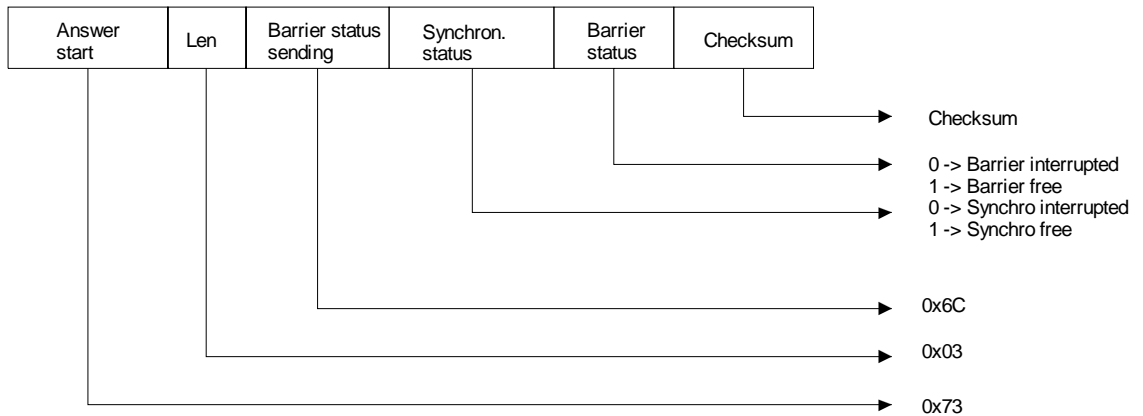 Answer
start
Len
Barrier status
sending
Synchron.
status
Barrier
status
Checksum
Checksum
0 -> Barrier interrupted
1 -> Barrier free
0 -> Synchro interrupted
1 -> Synchro free
0x6C
0x03
0x73